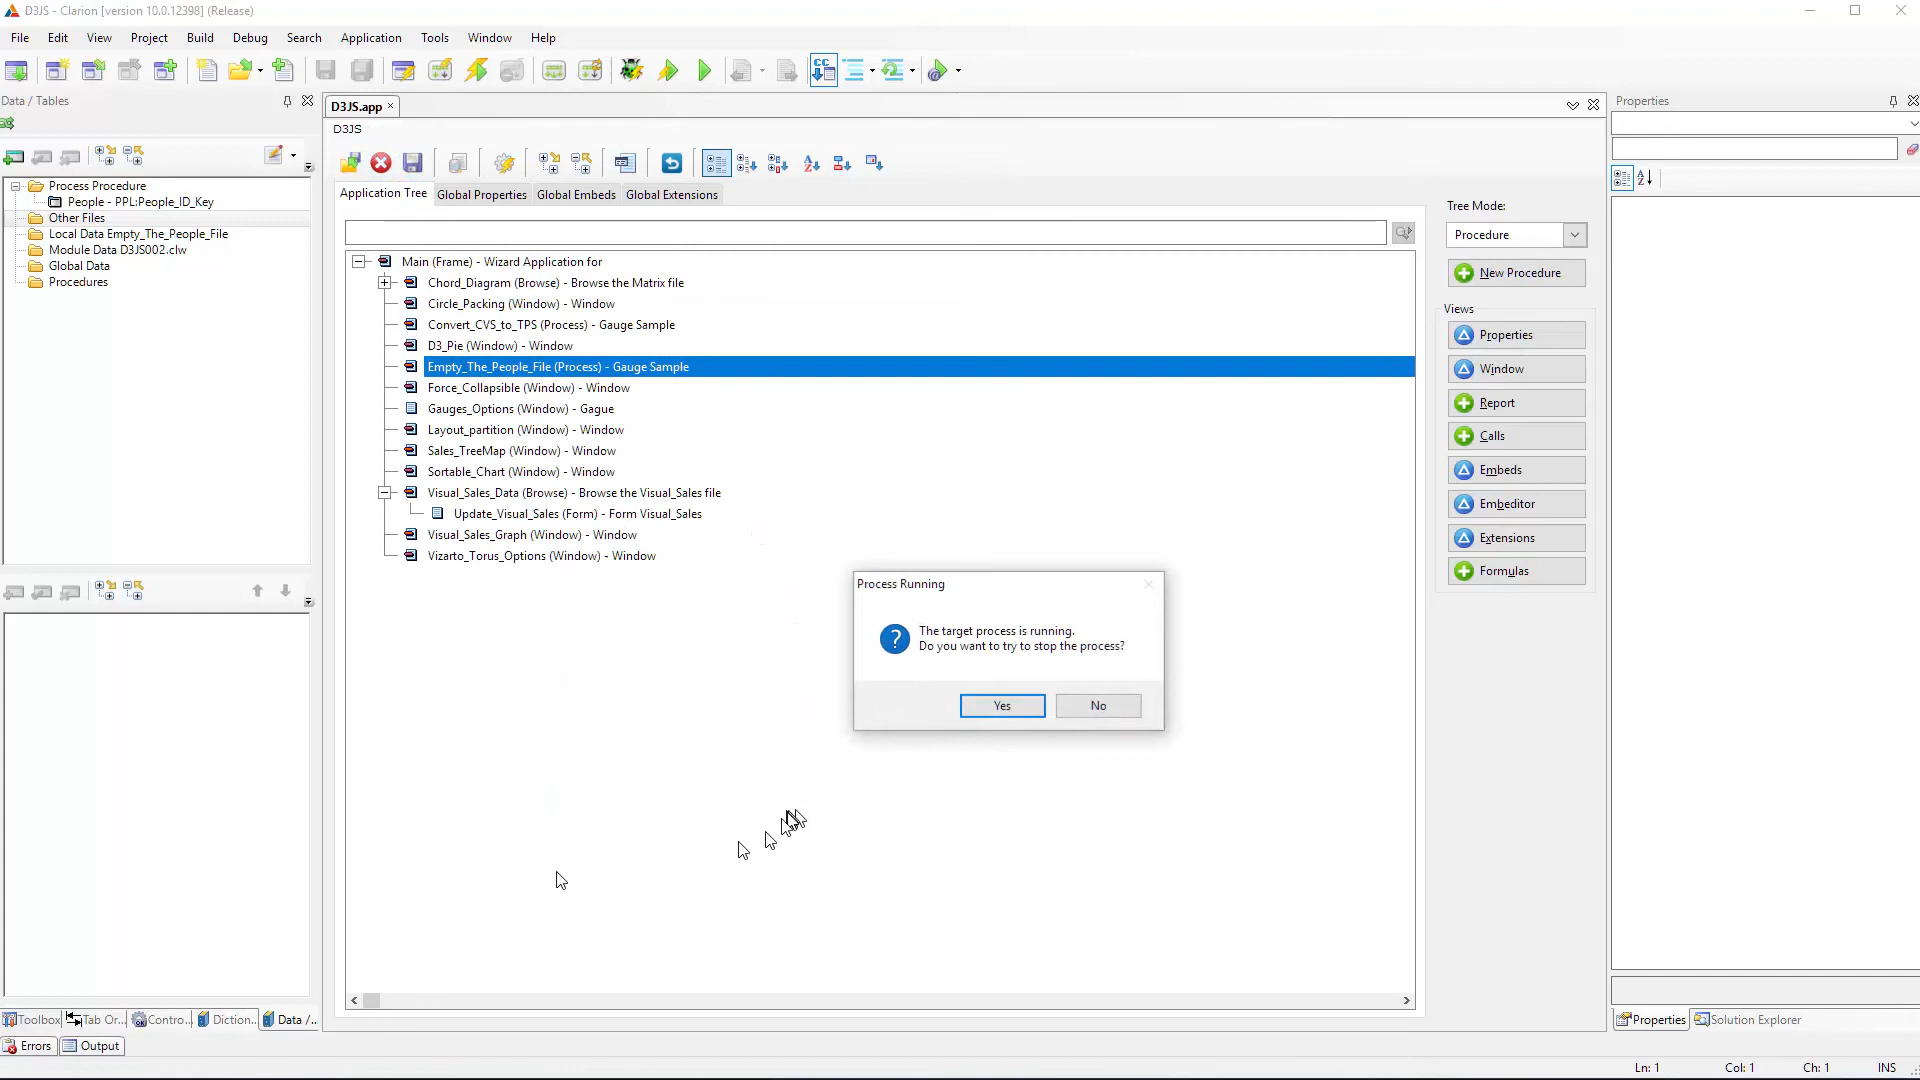 D3JS - Clarion [version 10.0.12398] (Release)
File Edit View Project Build Debug Search Application Tools Window Help
Data / Tables
Process Procedure
People - PPL:People_ID_Key
Other Files
Local Data Empty_The_People_File
Module Data D3JS002.clw
Global Data
Procedures
D3JS.app
D3JS
Application Tree Global Properties Global Embeds Global Extensions
Main (Frame) - Wizard Application for
Chord_Diagram (Browse) - Browse the Matrix file
Circle_Packing (Window) - Window
Convert_CVS_to_TPS (Process) - Gauge Sample
D3_Pie (Window) - Window
Empty_The_People_File (Process) - Gauge Sample
Force_Collapsible (Window) - Window
Gauges_Options (Window) - Gague
Layout_partition (Window) - Window
Sales_TreeMap (Window) - Window
Sortable_Chart (Window) - Window
Visual_Sales_Data (Browse) - Browse the Visual_Sales file
Update_Visual_Sales (Form) - Form Visual_Sales
Visual_Sales_Graph (Window) - Window
Vizarto_Torus_Options (Window) - Window
Process Running
The target process is running.
Do you want to try to stop the process?
Yes No
Tree Mode:
Procedure
New Procedure
Views
Properties
Window
Report
Calls
Embeds
Embeditor
Extensions
Formulas
Properties
Toolbox Tab Or... Contro... Diction... Data /...
Properties Solution Explorer
Errors Output
Ln: 1 Col: 1 Ch: 1 INS